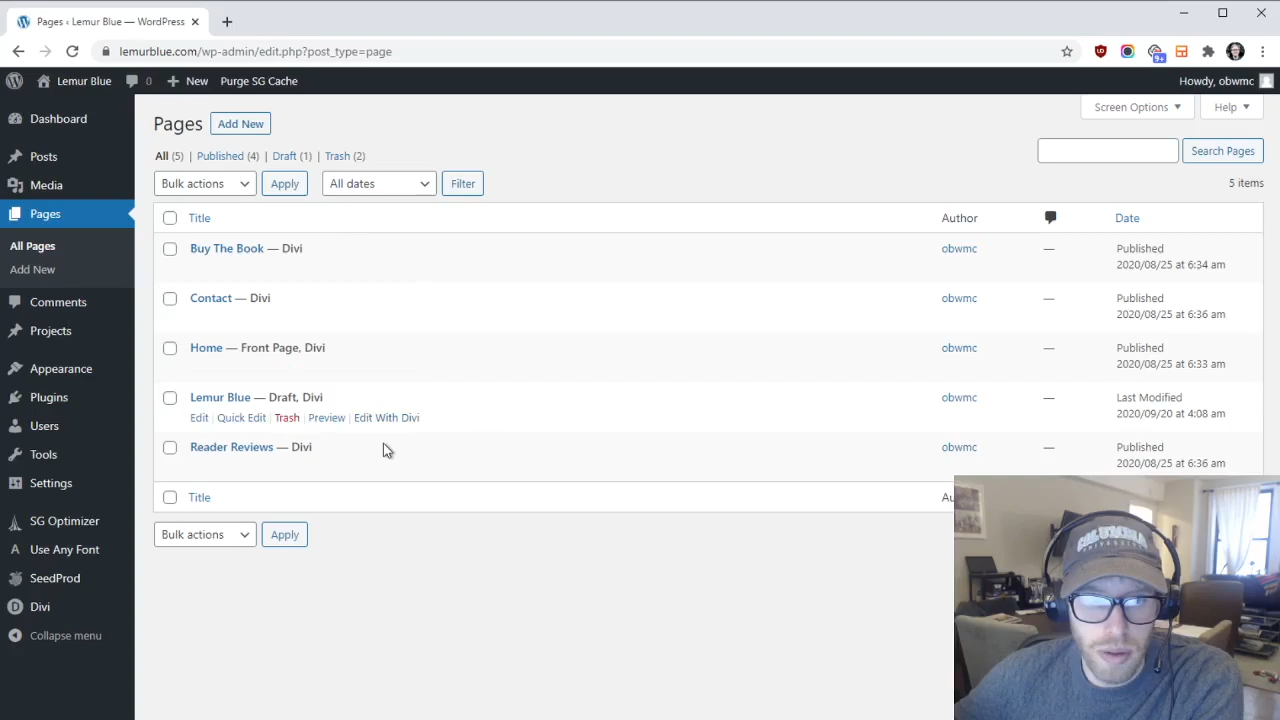 Pages ‹ Lemur Blue — WordPress
lemurblue.com/wp-admin/edit.php?post_type=page
9+
Lemur Blue 0 New Purge SG Cache Howdy, obwmc
Screen Options Help
Pages Add New
All (5) | Published (4) | Draft (1) | Trash (2)
Search Pages
Bulk actions Apply All dates Filter 5 items
Title Author Date
Buy The Book — Divi obwmc — Published
2020/08/25 at 6:34 am
Contact — Divi obwmc — Published
2020/08/25 at 6:36 am
Home — Front Page, Divi obwmc — Published
2020/08/25 at 6:33 am
Lemur Blue — Draft, Divi obwmc — Last Modified
Edit | Quick Edit | Trash | Preview | Edit With Divi 2020/09/20 at 4:08 am
Reader Reviews — Divi obwmc — Published
2020/08/25 at 6:36 am
Title Au
Bulk actions Apply
Dashboard
Posts
Media
Pages
All Pages
Add New
Comments
Projects
Appearance
Plugins
Users
Tools
Settings
SG Optimizer
Use Any Font
SeedProd
Divi
Collapse menu
COLUMBIA
UNIVERSITY